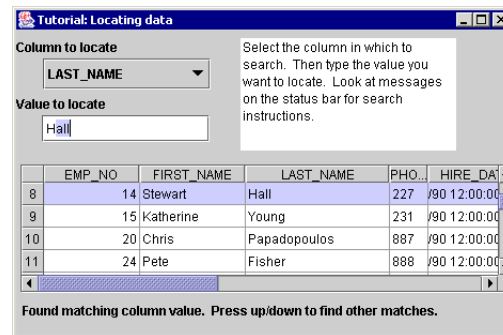 Tutorial: Locating data
Column to locate
LAST_NAME
Value to locate
Hall
Select the column in which to
search. Then type the value you
want to locate. Look at messages
on the status bar for search
instructions.
EMP_NO FIRST_NAME LAST_NAME PHO... HIRE_DA
8 14 Stewart Hall 227 /90 12:00:00
9 15 Katherine Young 231 /90 12:00:00
10 20 Chris Papadopoulos 887 /90 12:00:00
11 24 Pete Fisher 888 /90 12:00:00
Found matching column value. Press up/down to find other matches.